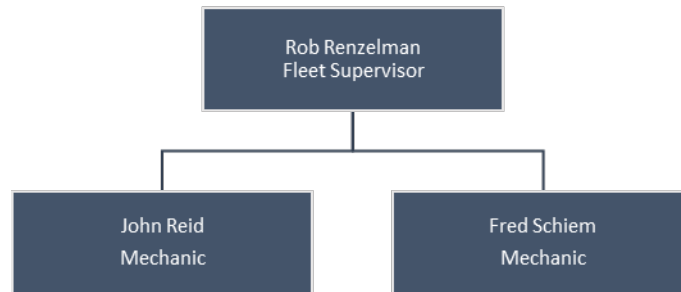 Rob Renzelman
Fleet Supervisor
John Reid
Mechanic
Fred Schiem
Mechanic